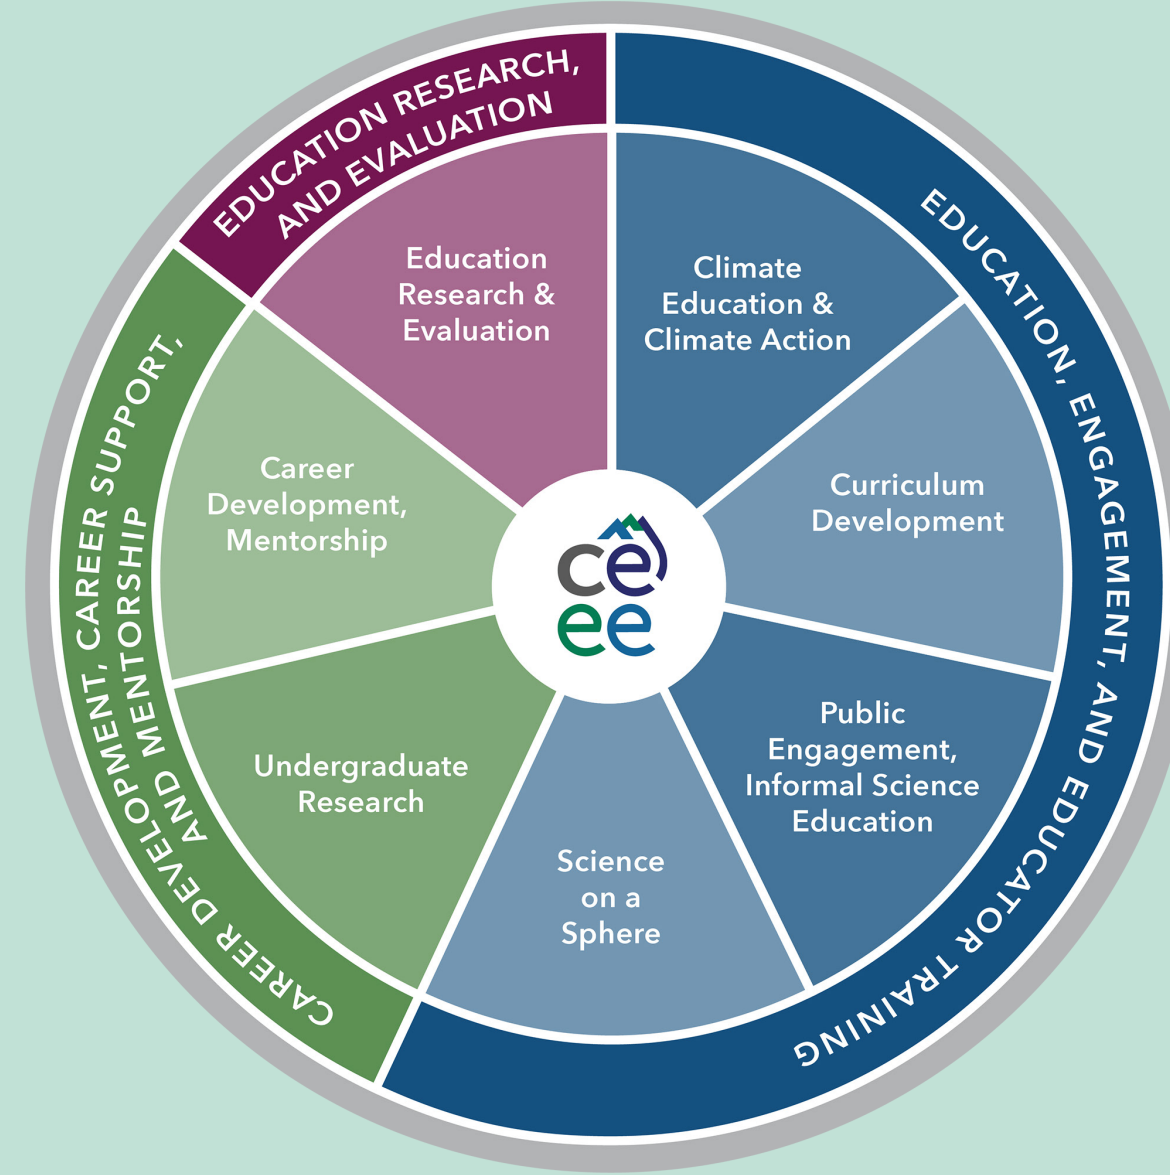 EDUCATION RESEARCH,
AND EVALUATION
EDUCATION, ENGAGEMENT, AND EDUCATOR TRAINING
CAREER DEVELOPMENT, CAREER SUPPORT,
AND MENTORSHIP
Education
Research &
Evaluation
Climate
Education &
Climate Action
Career
Development,
Mentorship
Curriculum
Development
ce
ee
Public
Engagement,
Informal Science
Education
Undergraduate
Research
Science
on a
Sphere